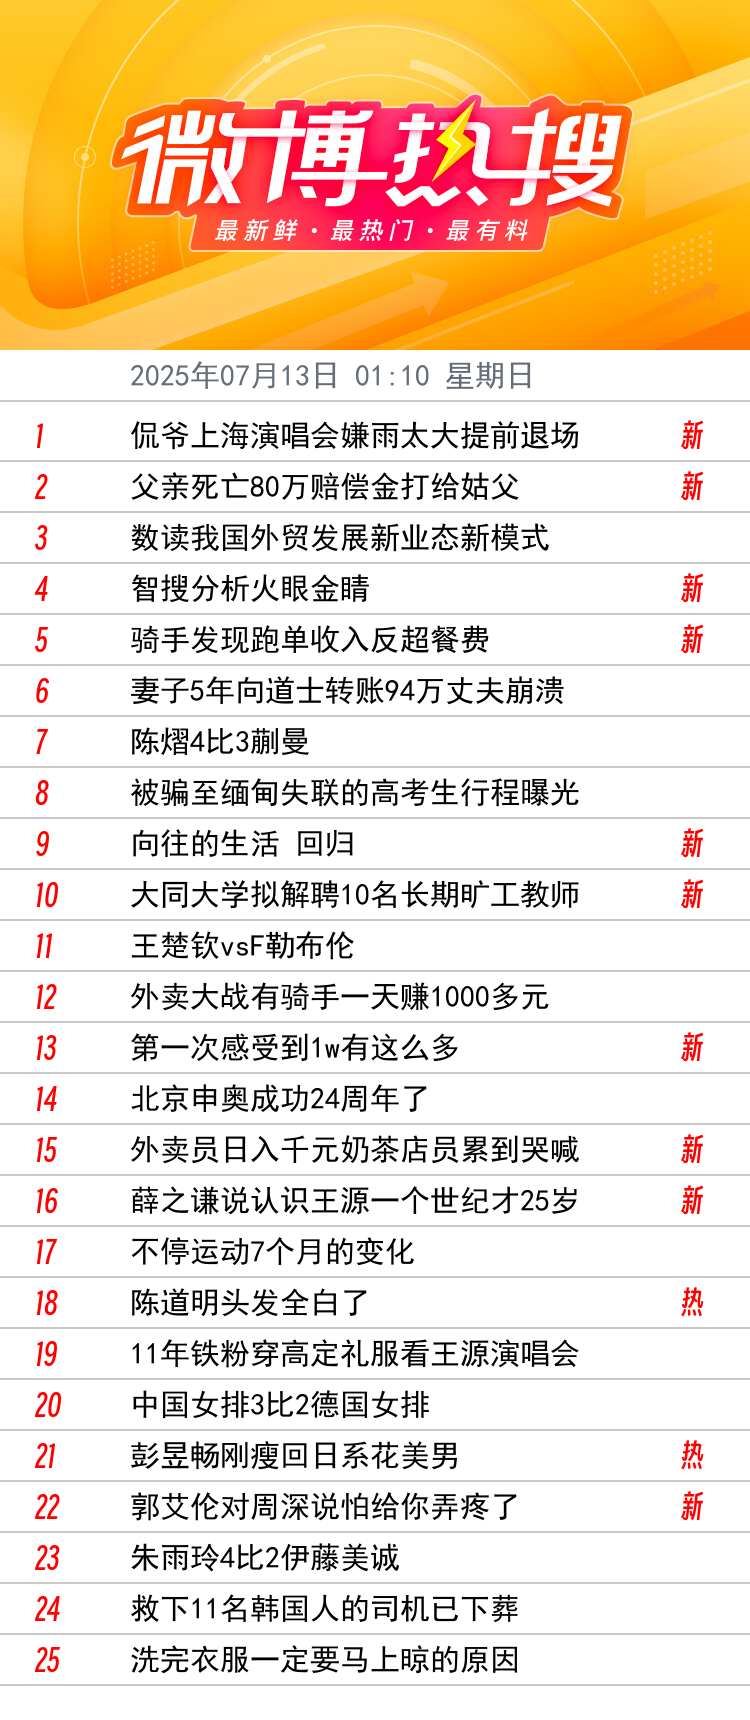 微博热搜
最新鲜·最热门·最有料
2025年07月13日 01:10 星期日
1 侃爷上海演唱会嫌雨太大提前退场 新
2 父亲死亡80万赔偿金打给姑父 新
3 数读我国外贸发展新业态新模式
4 智搜分析火眼金睛 新
5 骑手发现跑单收入反超餐费 新
6 妻子5年向道士转账94万丈夫崩溃
7 陈熠4比3蒯曼
8 被骗至缅甸失联的高考生行程曝光
9 向往的生活 回归 新
10 大同大学拟解聘10名长期旷工教师 新
11 王楚钦vsF勒布伦
12 外卖大战有骑手一天赚1000多元
13 第一次感受到1w有这么多 新
14 北京申奥成功24周年了
15 外卖员日入千元奶茶店员累到哭喊 新
16 薛之谦说认识王源一个世纪才25岁 新
17 不停运动7个月的变化
18 陈道明头发全白了 热
19 11年铁粉穿高定礼服看王源演唱会
20 中国女排3比2德国女排
21 彭昱畅刚瘦回日系花美男 热
22 郭艾伦对周深说怕给你弄疼了 新
23 朱雨玲4比2伊藤美诚
24 救下11名韩国人的司机已下葬
25 洗完衣服一定要马上晾的原因